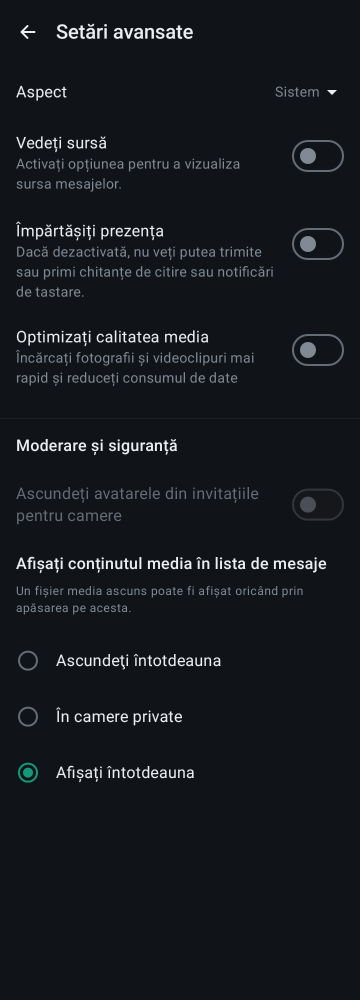 Setări avansate
Aspect
Sistem
Vedeți sursă
Activați opțiunea pentru a vizualiza
sursa mesajelor.
Împărtășiți prezența
Dacă dezactivată, nu veți putea trimite
sau primi chitanțe de citire sau notificări
de tastare.
Optimizați calitatea media
Încărcați fotografii și videoclipuri mai
rapid și reduceți consumul de date
Moderare și siguranță
Ascundeți avatarele din invitațiile
pentru camere
Afișați conținutul media în lista de mesaje
Un fișier media ascuns poate fi afișat oricând prin
apăsarea pe acesta.
Ascundeţi întotdeauna
În camere private
Afișați întotdeauna